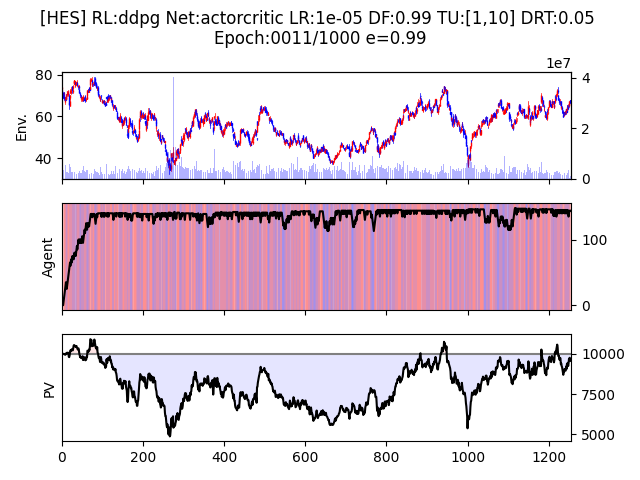 [HES] RL:ddpg Net:actorcritic LR:1e-05 DF:0.99 TU:[1,10] DRT:0.05
Epoch:0011/1000 e=0.99
1e7
80
60
40
Env.
4
2
0
Agent
100
0
PV
10000
7500
5000
0 200 400 600 800 1000 1200